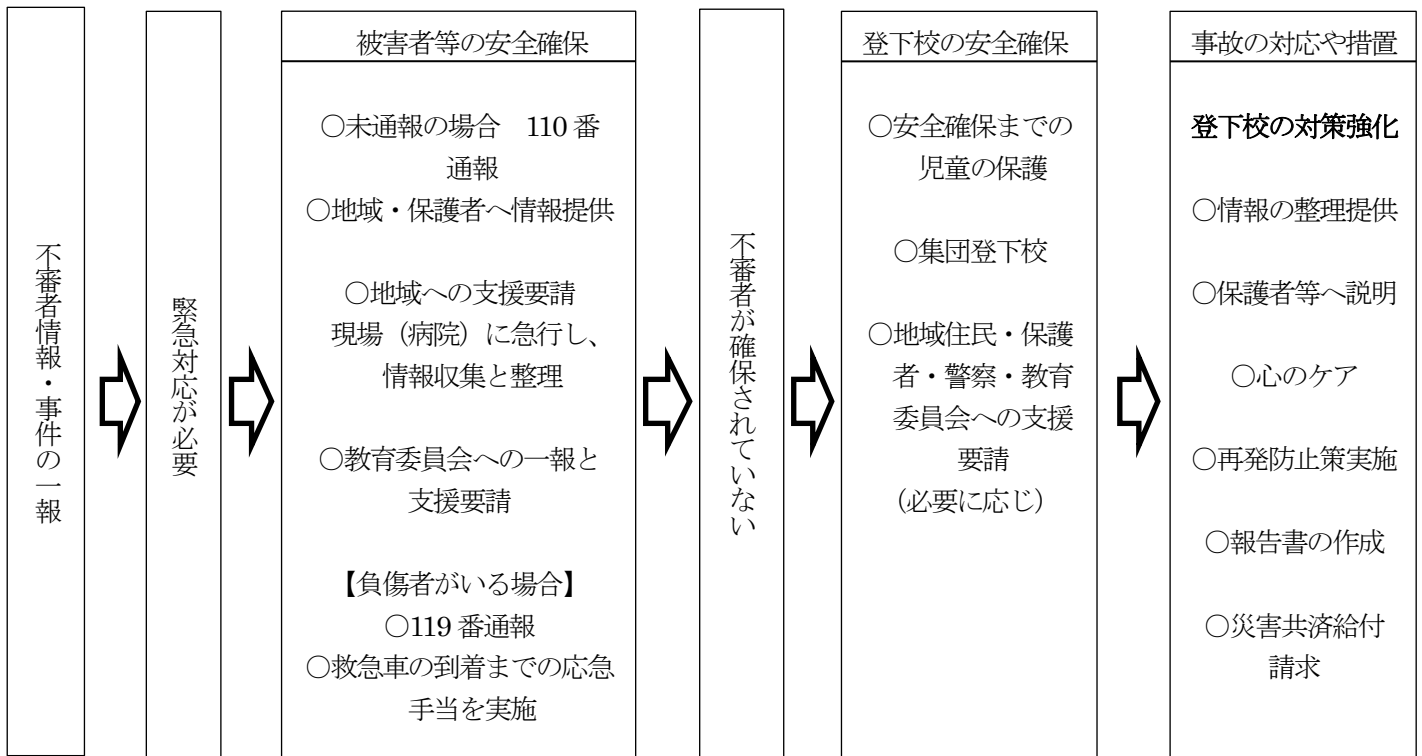 不審者情報・事件の一報
緊急対応が必要
被害者等の安全確保
○未通報の場合　110番
通報
○地域・保護者へ情報提供
○地域への支援要請
現場（病院）に急行し、
情報収集と整理
○教育委員会への一報と
支援要請
【負傷者がいる場合】
○119番通報
○救急車の到着までの応急
手当を実施
不審者が確保されていない
登下校の安全確保
○安全確保までの
児童の保護
○集団登下校
○地域住民・保護
者・警察・教育
委員会への支援
要請
（必要に応じ）
事故の対応や措置
登下校の対策強化
○情報の整理提供
○保護者等へ説明
○心のケア
○再発防止策実施
○報告書の作成
○災害共済給付
請求